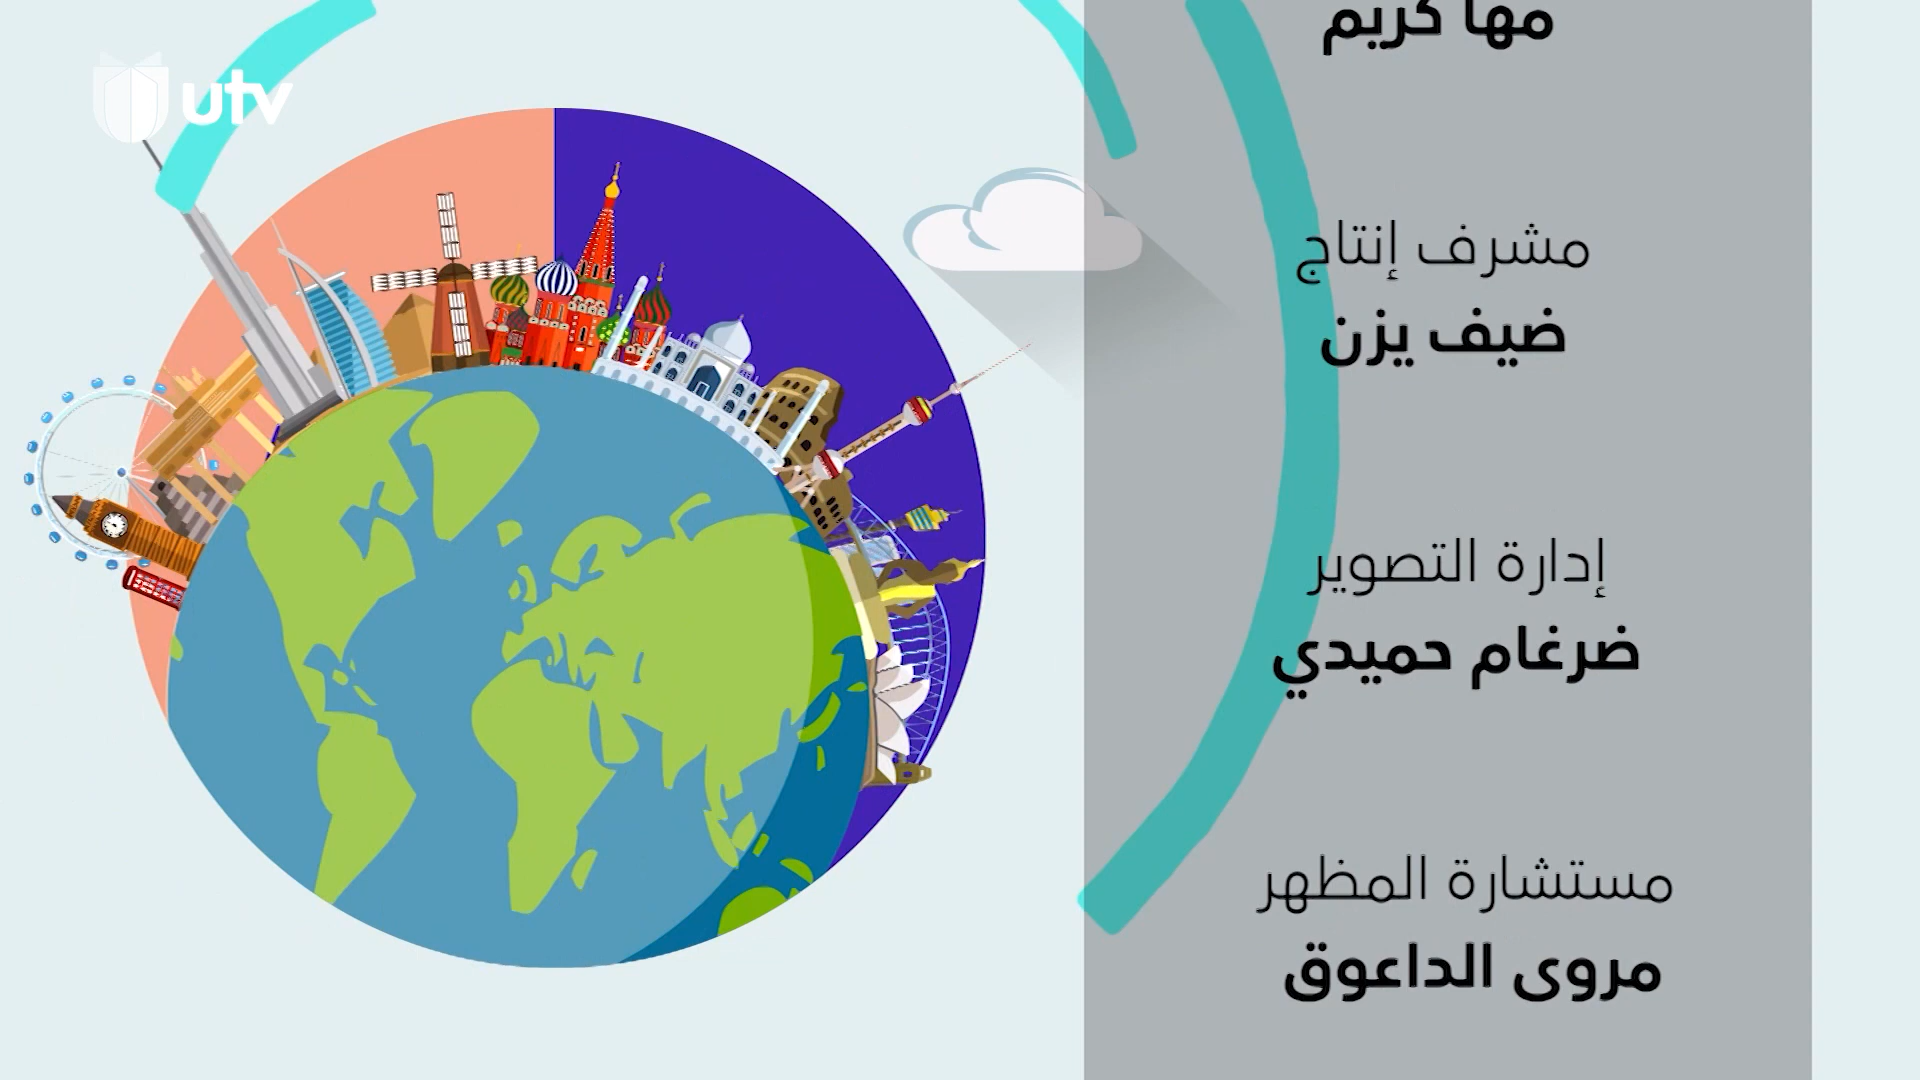 utv
مها كريم
مشرف إنتاج
ضيف يزن
إدارة التصوير
ضرغام حميدي
مستشارة المظهر
مروى الداعوق